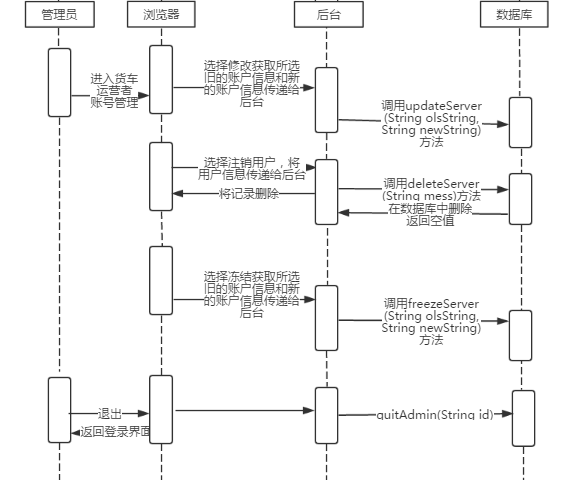 管理员
浏览器
后台
数据库
进入货车
运营者
账号管理
选择修改获取所选
旧的账户信息和新
的账户信息传递给
后台
调用updateServer
(String olsString,
String newString)
方法
选择注销用户，将
用户信息传递给后台
将记录删除
调用deleteServer
(String mess)方法
在数据库中删除
返回空值
选择冻结获取所选
旧的账户信息和新
的账户信息传递给
后台
调用freezeServer
(String olsString,
String newString)
方法
退出
返回登录界面
quitAdmin(String id)